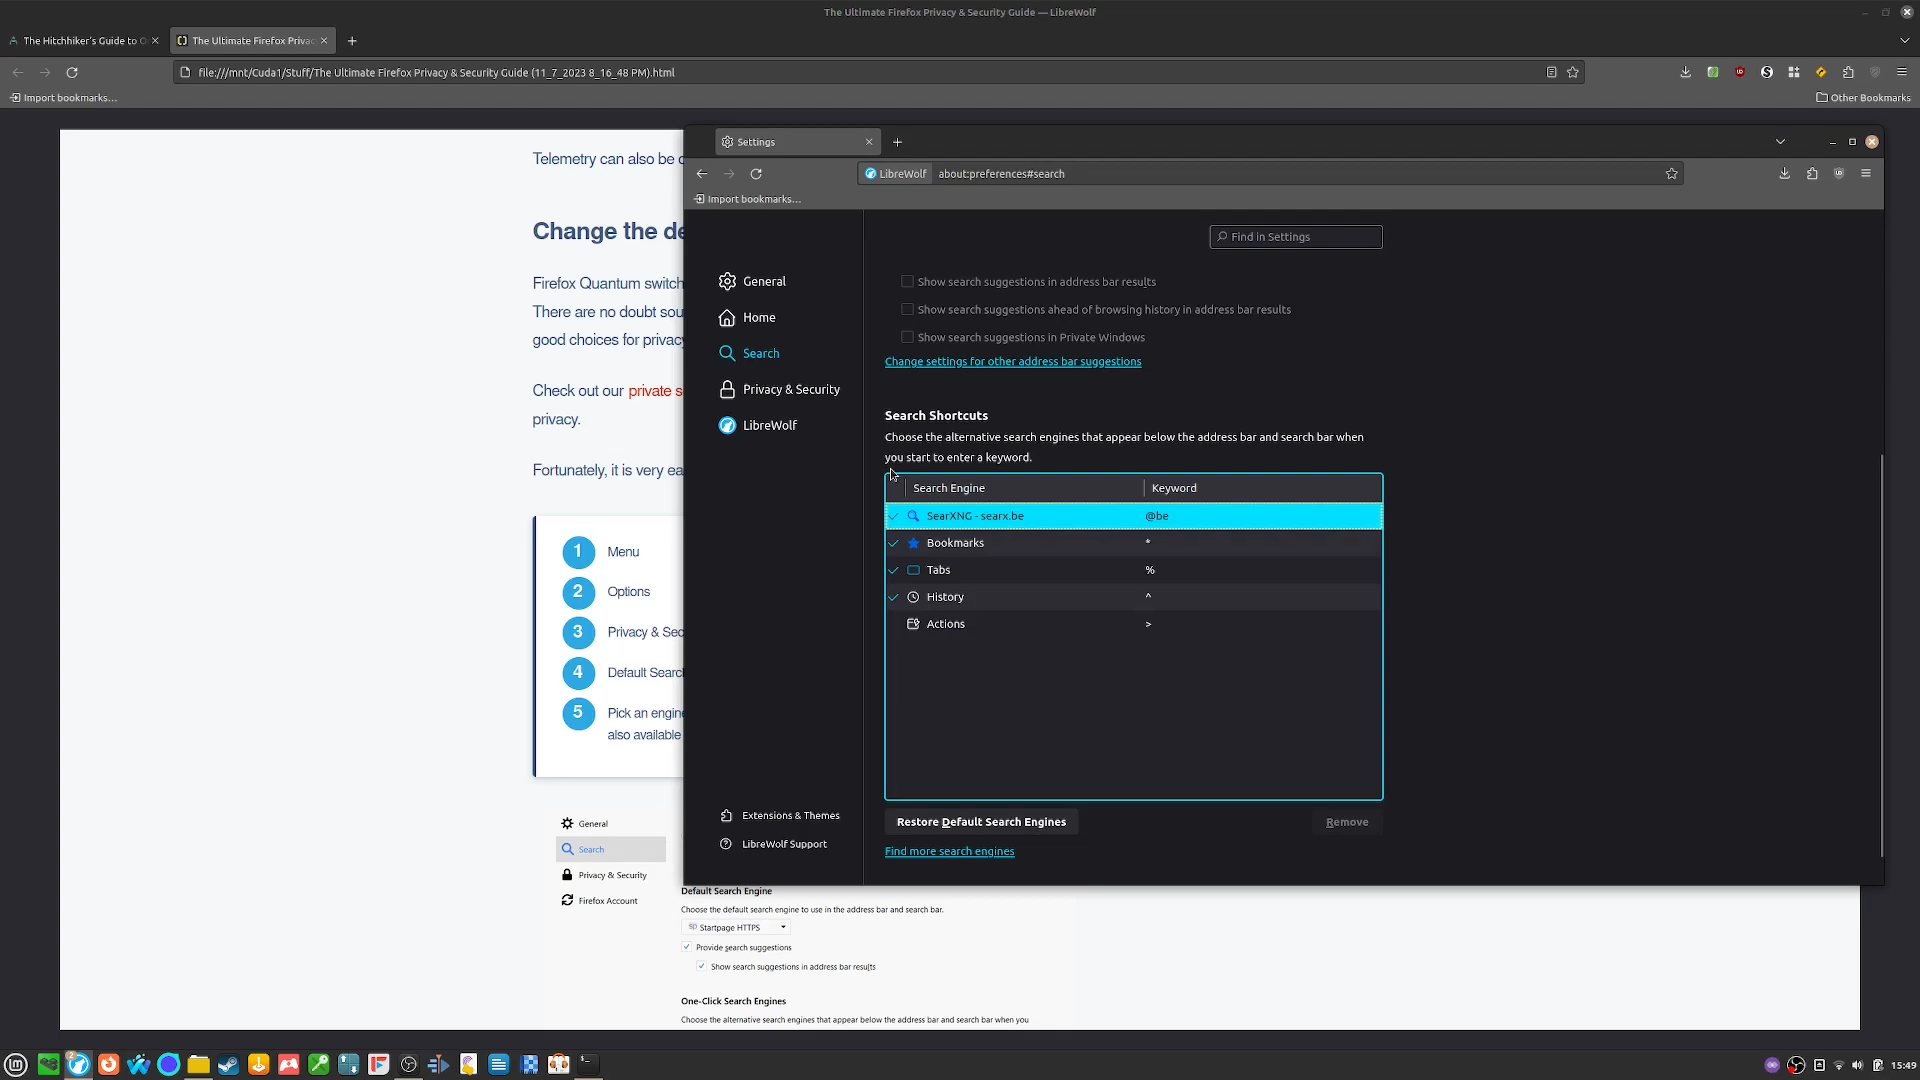 The Ultimate Firefox Privacy & Security Guide — LibreWolf
The Hitchhiker's Guide to O
The Ultimate Firefox Privac
file:///mnt/Cuda1/Stuff/The Ultimate Firefox Privacy & Security Guide (11_7_2023 8_16_48 PM).html
Import bookmarks…
Other Bookmarks
Telemetry can also be
Change the de
Firefox Quantum switch
There are no doubt sou
good choices for privacy
Check out our private s
privacy.
Fortunately, it is very ea
1 Menu
2 Options
3 Privacy & Sec
4 Default Search
5 Pick an engine
also available
General
Search
Privacy & Security
Firefox Account
Default Search Engine
Choose the default search engine to use in the address bar and search bar.
Startpage HTTPS
Provide search suggestions
Show search suggestions in address bar results
One-Click Search Engines
Choose the alternative search engines that appear below the address bar and search bar when you
Settings
LibreWolf about:preferences#search
Import bookmarks…
Find in Settings
General
Home
Search
Privacy & Security
LibreWolf
Extensions & Themes
LibreWolf Support
Show search suggestions in address bar results
Show search suggestions ahead of browsing history in address bar results
Show search suggestions in Private Windows
Change settings for other address bar suggestions
Search Shortcuts
Choose the alternative search engines that appear below the address bar and search bar when
you start to enter a keyword.
Search Engine Keyword
SearXNG - searx.be @be
Bookmarks *
Tabs %
History ^
Actions >
Restore Default Search Engines
Remove
Find more search engines
15:49